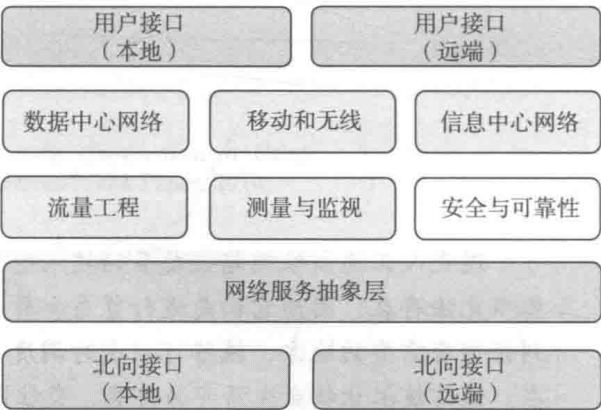 用户接口
（本地）
用户接口
（远端）
数据中心网络
移动和无线
信息中心网络
流量工程
测量与监视
安全与可靠性
网络服务抽象层
北向接口
（本地）
北向接口
（远端）